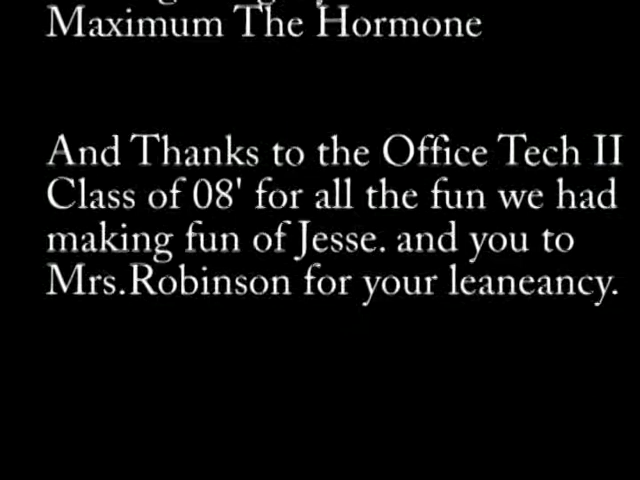 Maximum The Hormone
And Thanks to the Office Tech II
Class of 08' for all the fun we had
making fun of Jesse. and you to
Mrs.Robinson for your leaneancy.